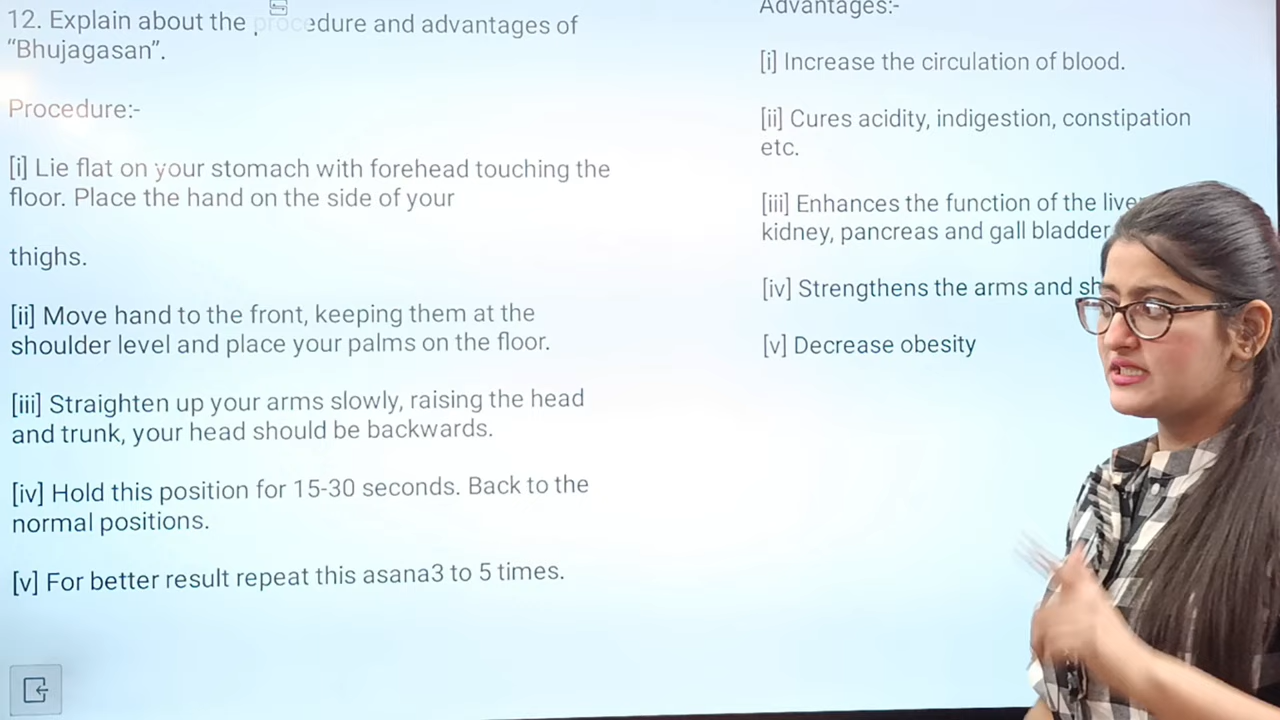 12. Explain about the procedure and advantages of
“Bhujagasan”.
Procedure:-
[i] Lie flat on your stomach with forehead touching the
floor. Place the hand on the side of your
thighs.
[ii] Move hand to the front, keeping them at the
shoulder level and place your palms on the floor.
[iii] Straighten up your arms slowly, raising the head
and trunk, your head should be backwards.
[iv] Hold this position for 15-30 seconds. Back to the
normal positions.
[v] For better result repeat this asana3 to 5 times.
Advantages:-
[i] Increase the circulation of blood.
[ii] Cures acidity, indigestion, constipation
etc.
[iii] Enhances the function of the
kidney, pancreas and gall bladder
[iv] Strengthens the arms and
[v] Decrease obesity